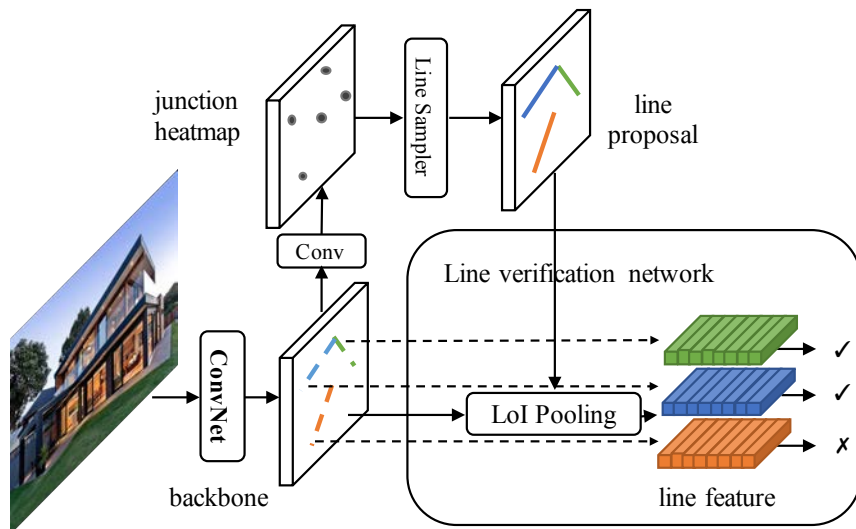 junction
heatmap
Line Sampler
line
proposal
Conv
Line verification network
ConvNet
LoI Pooling
✓
✓
✗
backbone
line feature